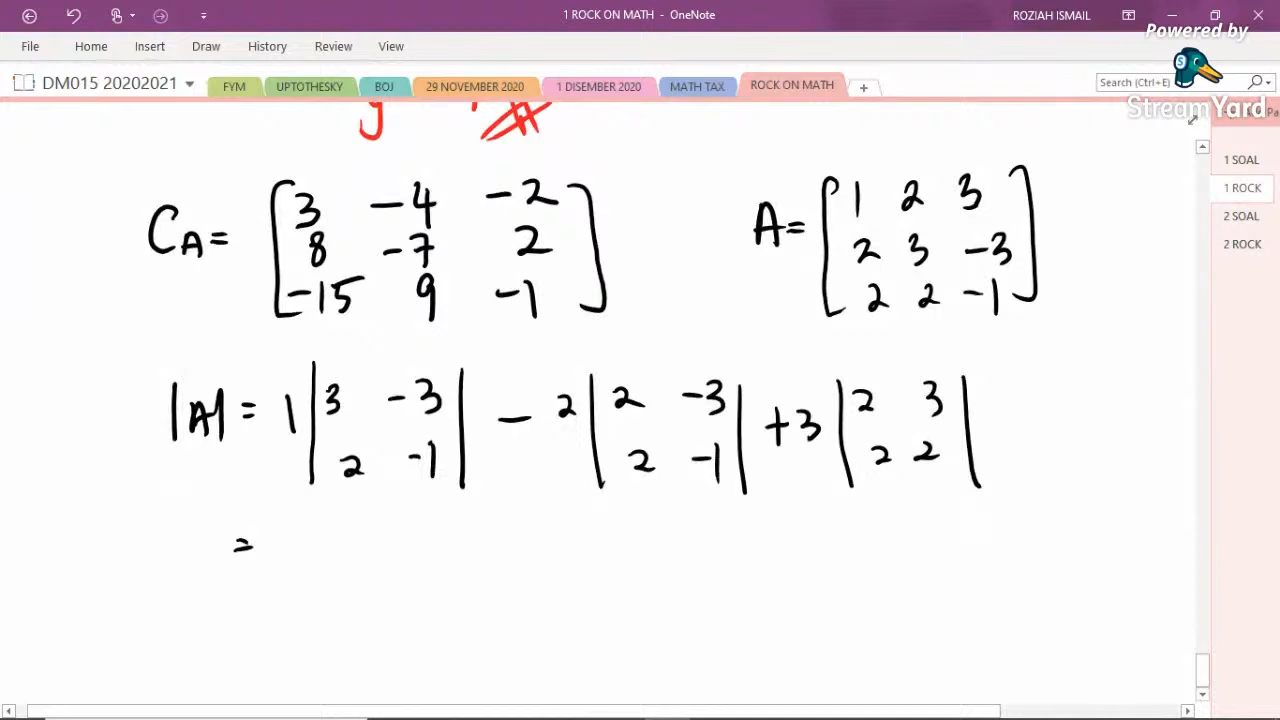 1 ROCK ON MATH - OneNote
ROZIAH ISMAIL
Powered by
File Home Insert Draw History Review View
StreamYard
DM015 20202021
FYM UPTOTHESKY BOJ 29 NOVEMBER 2020 1 DISEMBER 2020 MATH TAX ROCK ON MATH
Search (Ctrl+E)
Pa
1 SOAL
1 ROCK
2 SOAL
2 ROCK
y
C_A = [3 -4 -2
8 -7 2
-15 9 -1]
A = [1 2 3
2 3 -3
2 2 -1]
|A| = 1 |3 -3 - 2 |2 -3 + 3 |2 3
2 -1| 2 -1| 2 2|
=